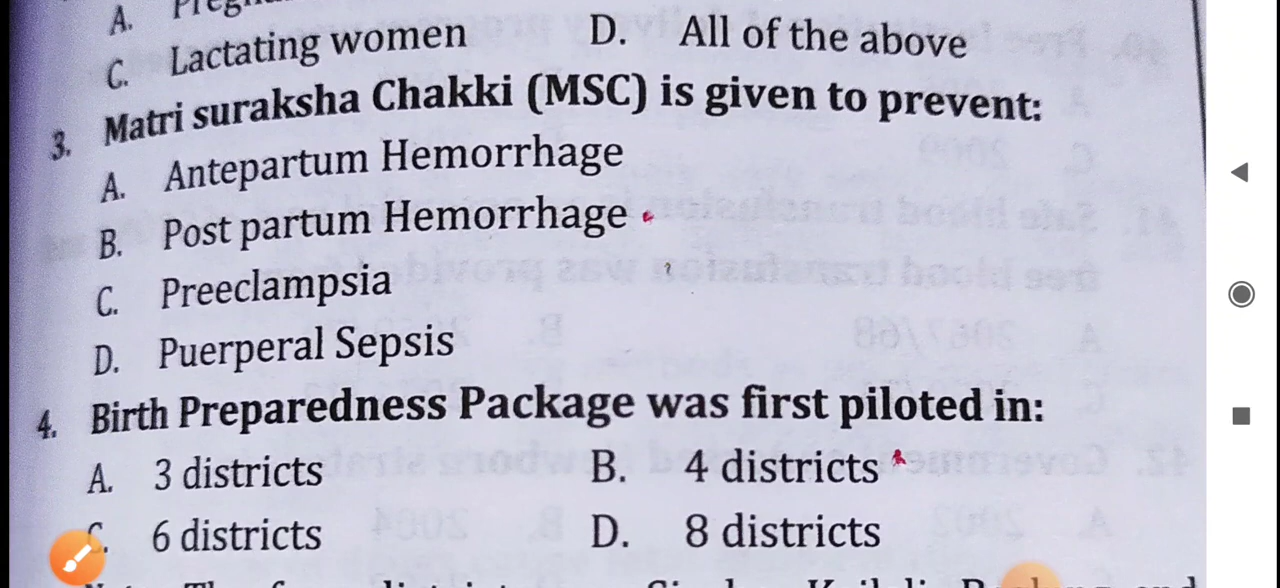 A.
C. Lactating women D. All of the above
3. Matri suraksha Chakki (MSC) is given to prevent:
A. Antepartum Hemorrhage
B. Post partum Hemorrhage
C. Preeclampsia
D. Puerperal Sepsis
4. Birth Preparedness Package was first piloted in:
A. 3 districts B. 4 districts
C. 6 districts D. 8 districts